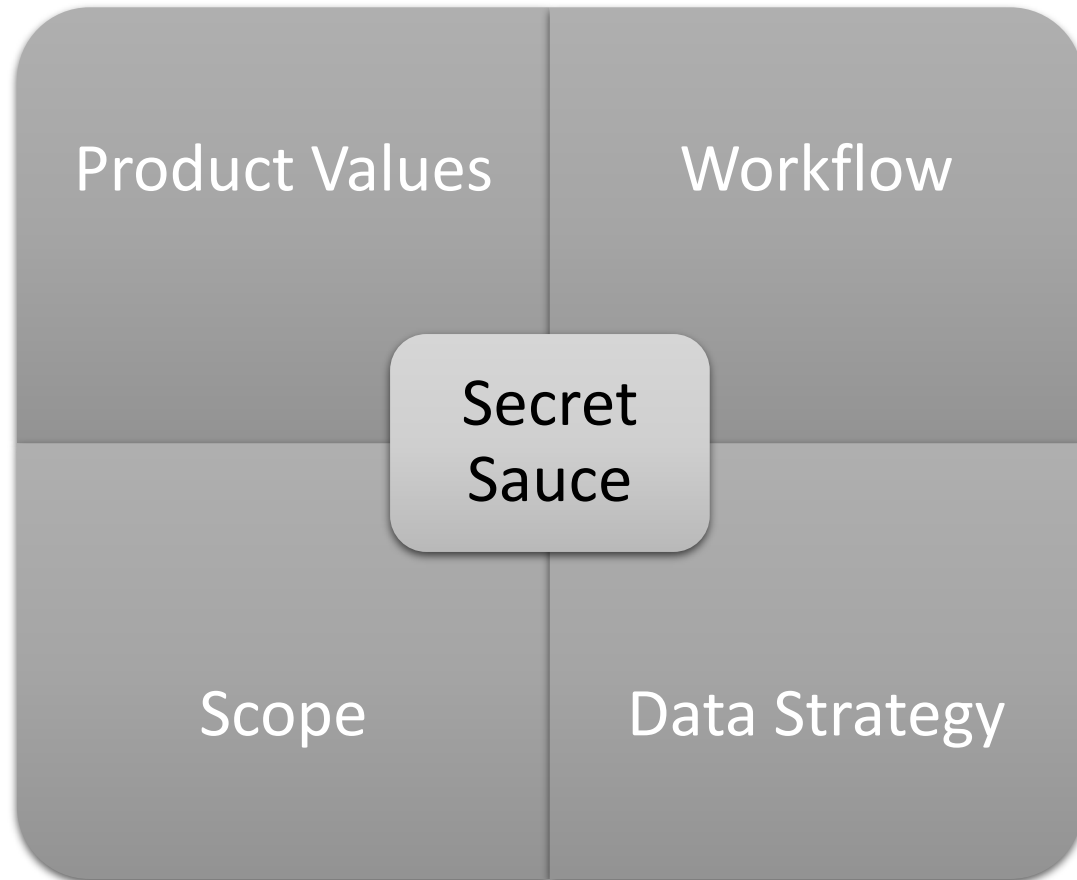 Product Values
Workflow
Secret
Sauce
Scope
Data Strategy